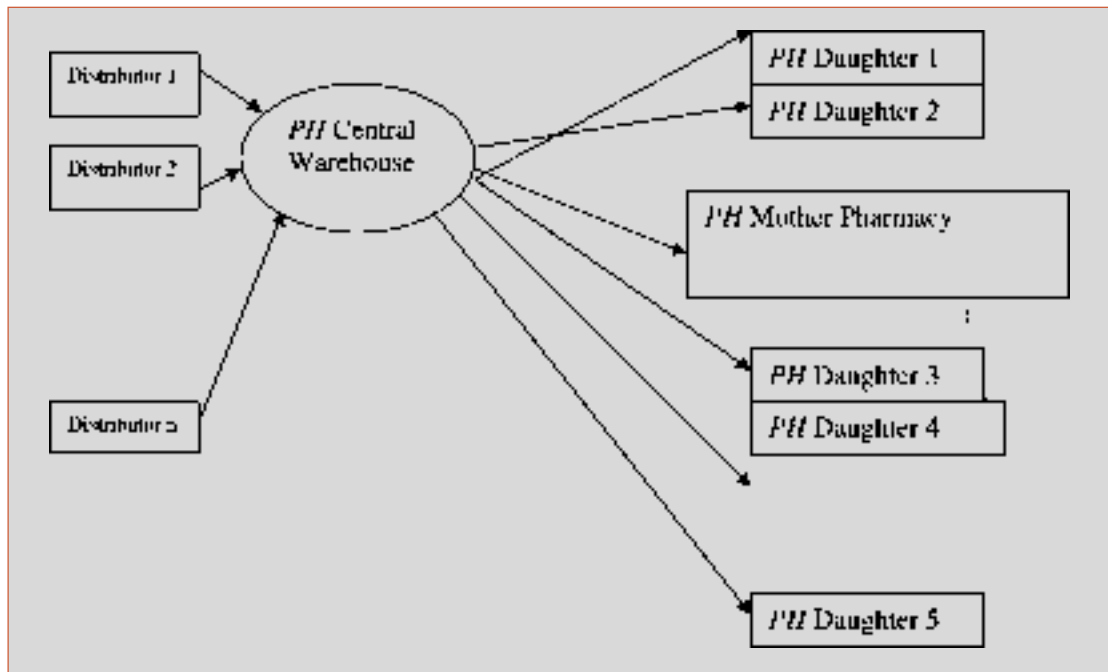 Distributor 1
Distributor 2
Distributor n
PH Central
Warehouse
PH Daughter 1
PH Daughter 2
PH Mother Pharmacy
PH Daughter 3
PH Daughter 4
PH Daughter 5